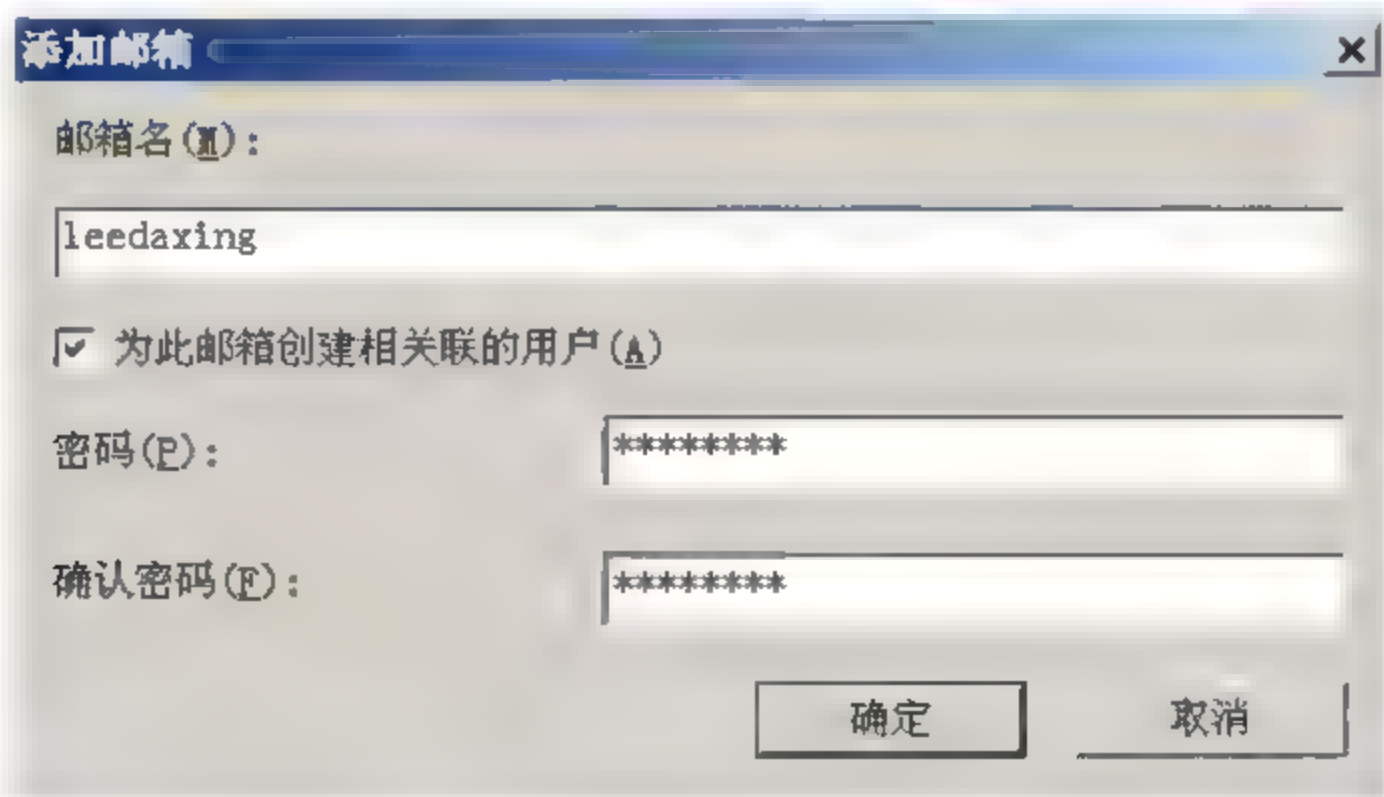 添加邮箱
邮箱名(M):
leedaxing
为此邮箱创建相关联的用户(A)
密码(P):
********
确认密码(F):
********
确定 取消